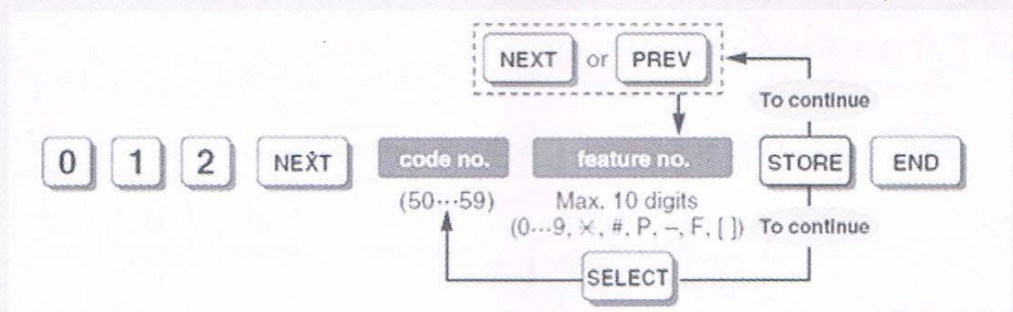 NEXT or PREV
To continue
0 1 2 NEXT code no. feature no. STORE END
(50···59) Max. 10 digits
(0···9, ✕, #, P, –, F, [ ]) To continue
SELECT